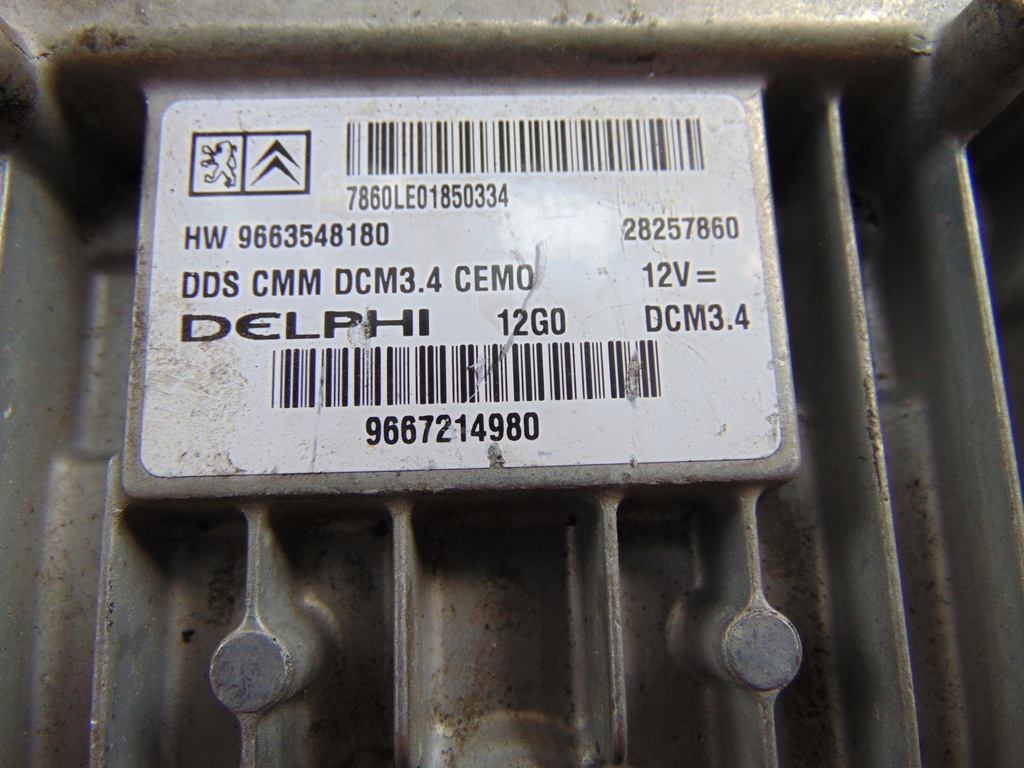 7860LE01850334
HW 9663548180 28257860
DDS CMM DCM3.4 CEMO 12V=
DELPHI 12G0 DCM3.4
9667214980